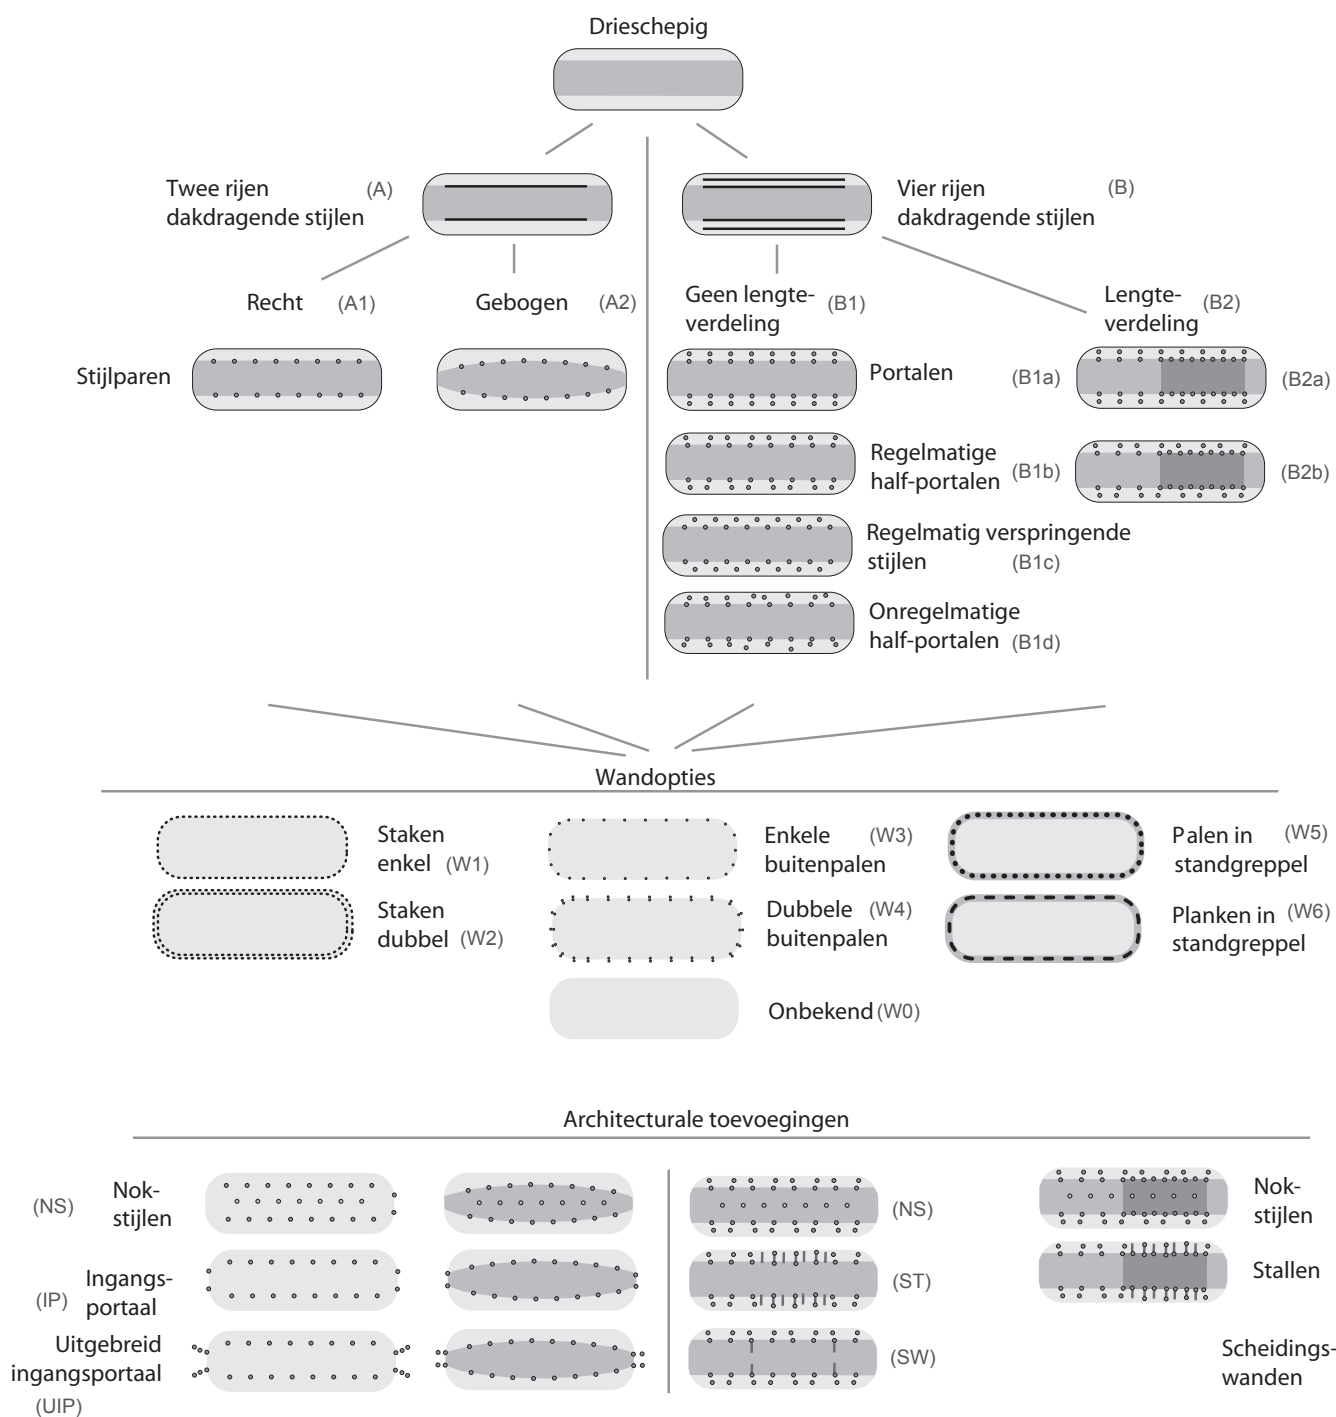 Drieschepig
Twee rijen (A)
dakdragende stijlen
Vier rijen (B)
dakdragende stijlen
Recht (A1)
Gebogen (A2)
Geen lengte- (B1)
verdeling
Lengte- (B2)
verdeling
Stijlparen
Portalen (B1a)
(B2a)
Regelmatige
half-portalen (B1b)
(B2b)
Regelmatig verspringende
stijlen (B1c)
Onregelmatige
half-portalen (B1d)
Wandopties
Staken
enkel (W1)
Enkele (W3)
buitenpalen
Palen in (W5)
standgreppel
Staken
dubbel (W2)
Dubbele (W4)
buitenpalen
Planken in (W6)
standgreppel
Onbekend (W0)
Architecturale toevoegingen
(NS) Nok-
stijlen
(NS)
Nok-
stijlen
(IP) Ingangs-
portaal
(ST)
Stallen
Uitgebreid
ingangsportaal
(UIP)
(SW)
Scheidings-
wanden